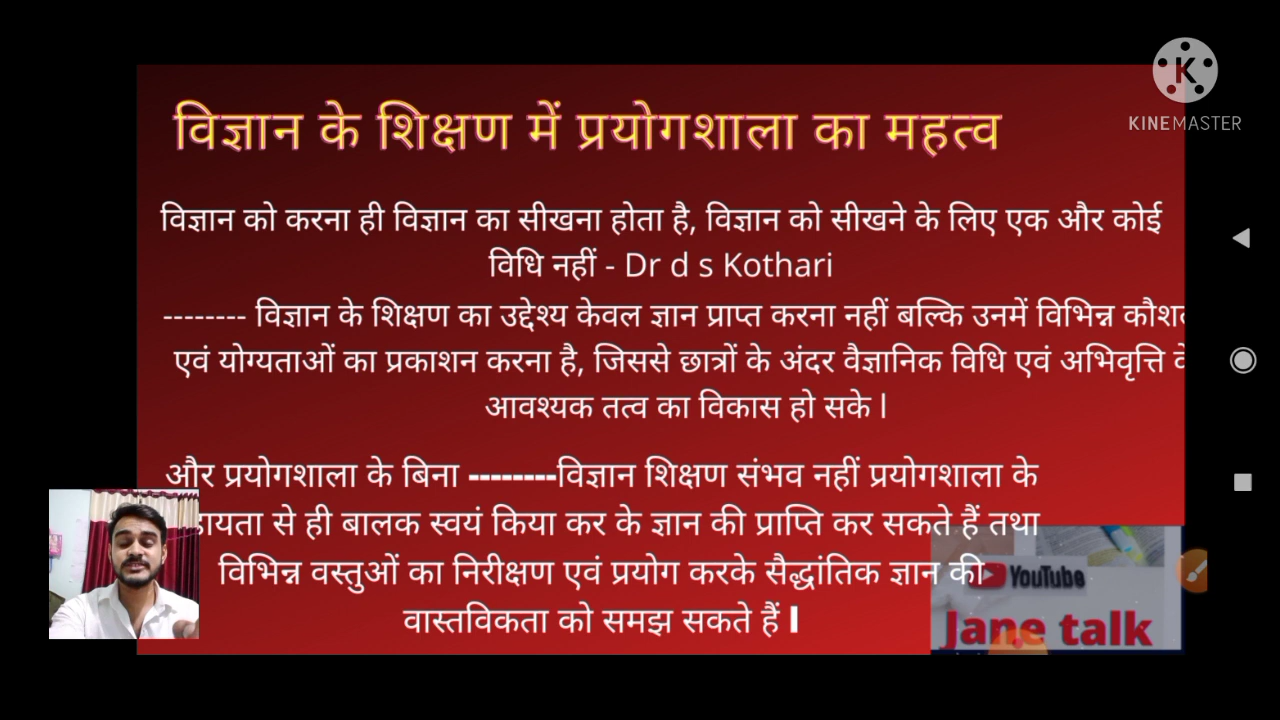 विज्ञान के शिक्षण में प्रयोगशाला का महत्व
KINEMASTER
विज्ञान को करना ही विज्ञान का सीखना होता है, विज्ञान को सीखने के लिए एक और कोई
विधि नहीं - Dr d s Kothari
-------- विज्ञान के शिक्षण का उद्देश्य केवल ज्ञान प्राप्त करना नहीं बल्कि उनमें विभिन्न
एवं योग्यताओं का प्रकाशन करना है, जिससे छात्रों के अंदर वैज्ञानिक विधि एवं अभिवृत्ति
आवश्यक तत्व का विकास हो सके l
और प्रयोगशाला के बिना --------विज्ञान शिक्षण संभव नहीं प्रयोगशाला के
से ही बालक स्वयं किया कर के ज्ञान की प्राप्ति कर सकते हैं तथा
विभिन्न वस्तुओं का निरीक्षण एवं प्रयोग करके सैद्धांतिक ज्ञान की
वास्तविकता को समझ सकते हैं l
YouTube
Jane talk